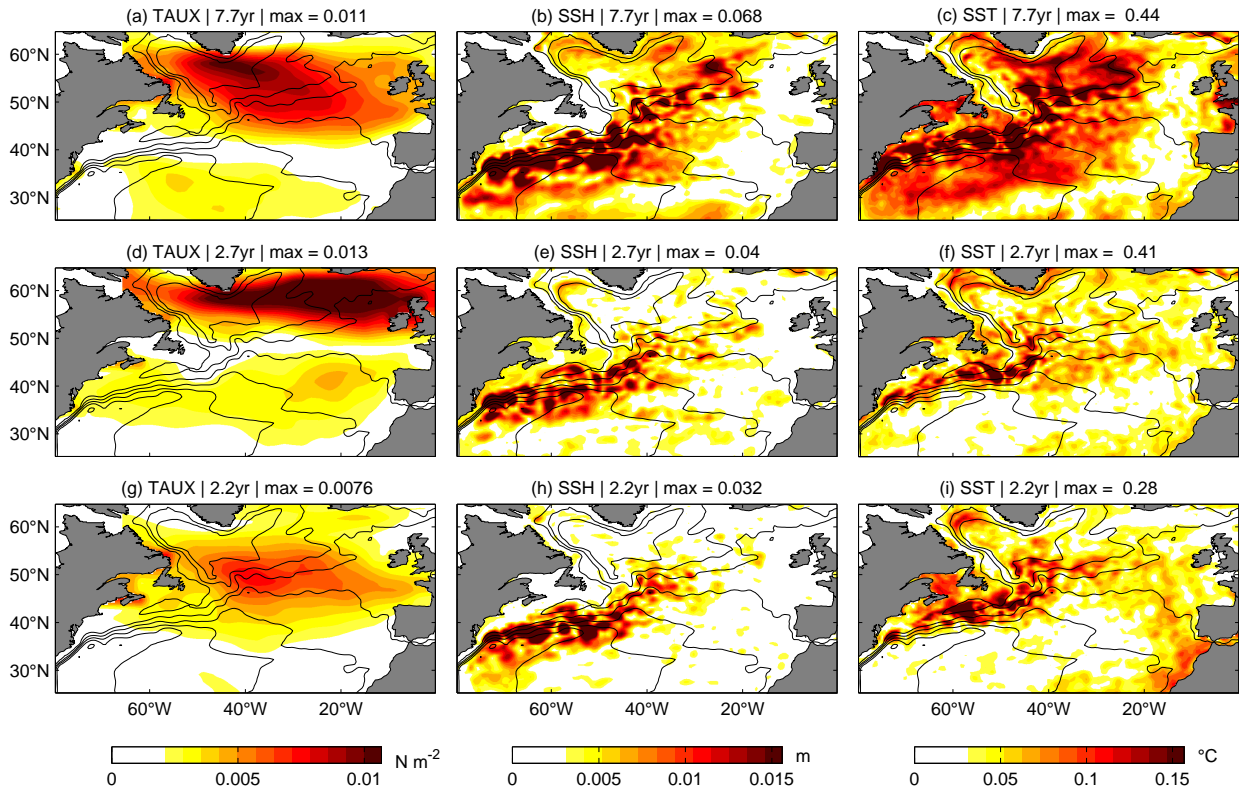 (a) TAUX | 7.7yr | max = 0.011
(b) SSH | 7.7yr | max = 0.068
(c) SST | 7.7yr | max = 0.44
60°N
50°N
40°N
30°N
(d) TAUX | 2.7yr | max = 0.013
(e) SSH | 2.7yr | max = 0.04
(f) SST | 2.7yr | max = 0.41
60°N
50°N
40°N
30°N
(g) TAUX | 2.2yr | max = 0.0076
(h) SSH | 2.2yr | max = 0.032
(i) SST | 2.2yr | max = 0.28
60°N
50°N
40°N
30°N
60°W 40°W 20°W 60°W 40°W 20°W 60°W 40°W 20°W
N m⁻² m °C
0 0.005 0.01 0 0.005 0.01 0.015 0 0.05 0.1 0.15